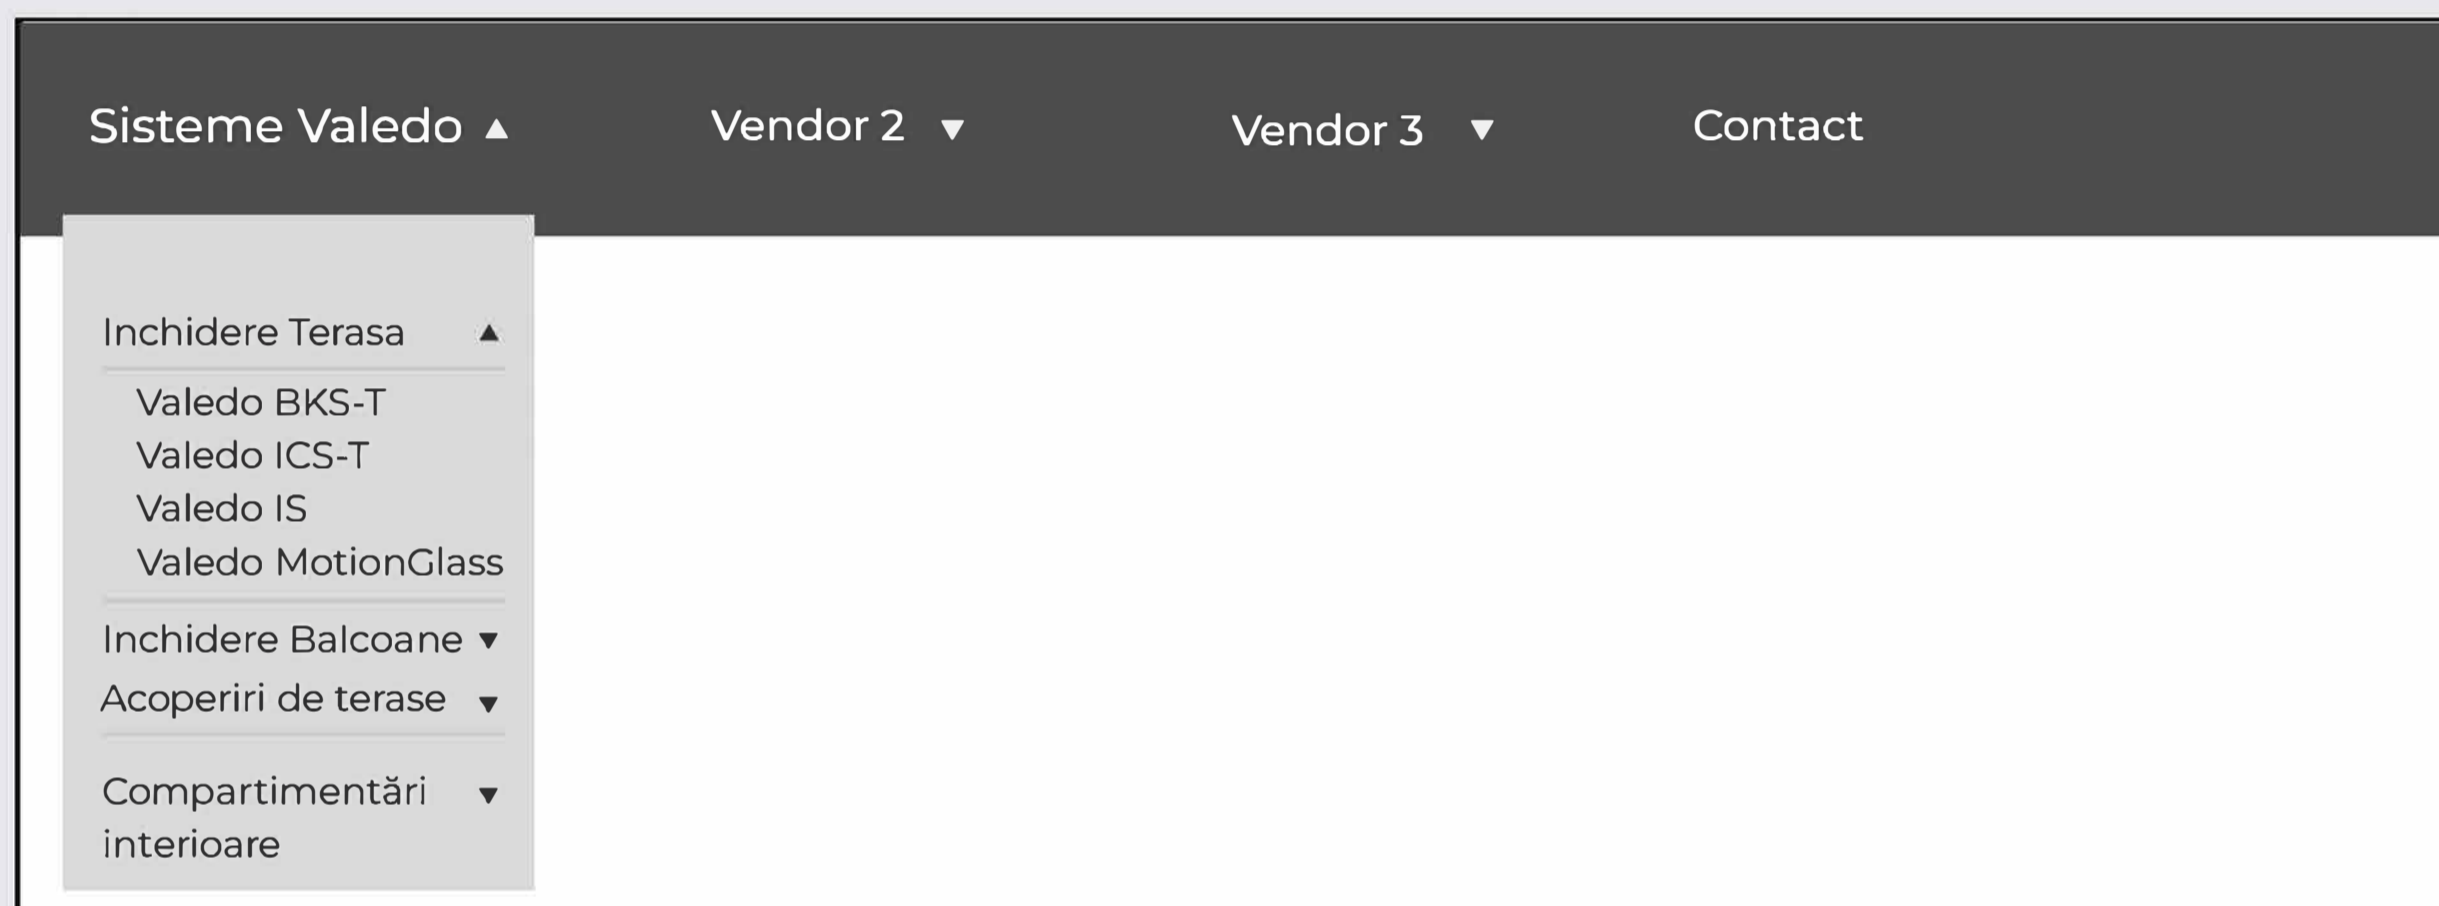 Sisteme Valedo ▲
Vendor 2 ▼
Vendor 3 ▼
Contact
Inchidere Terasa ▲
Valedo BKS-T
Valedo ICS-T
Valedo IS
Valedo MotionGlass
Inchidere Balcoane ▼
Acoperiri de terase ▼
Compartimentări ▼
interioare